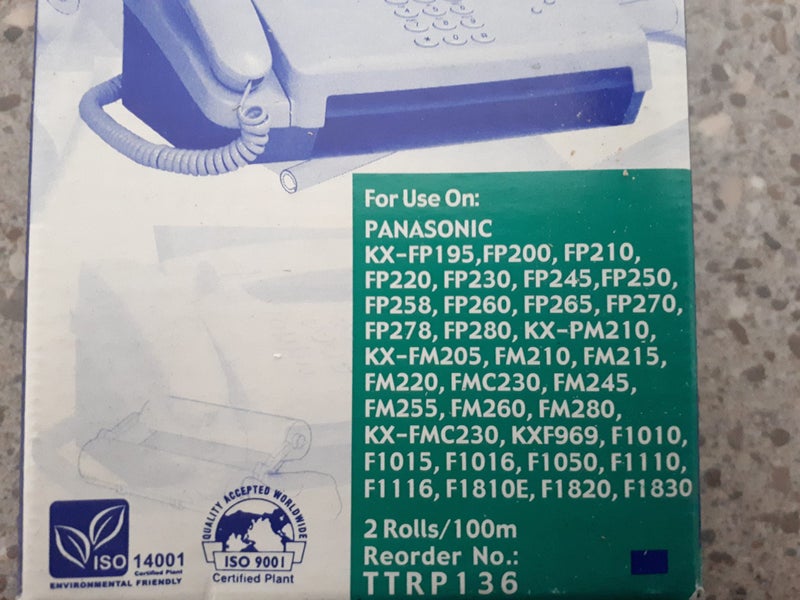 For Use On:
PANASONIC
KX-FP195,FP200, FP210,
FP220, FP230, FP245,FP250,
FP258, FP260, FP265, FP270,
FP278, FP280, KX-PM210,
KX-FM205, FM210, FM215,
FM220, FMC230, FM245,
FM255, FM260, FM280,
KX-FMC230, KXF969, F1010,
F1015, F1016, F1050, F1110,
F1116, F1810E, F1820, F1830
2 Rolls/100m
Reorder No.:
TTRP136
ISO 14001
Certified Plant
ENVIRONMENTAL FRIENDLY
QUALITY ACCEPTED WORLDWIDE
ISO 9001
Certified Plant